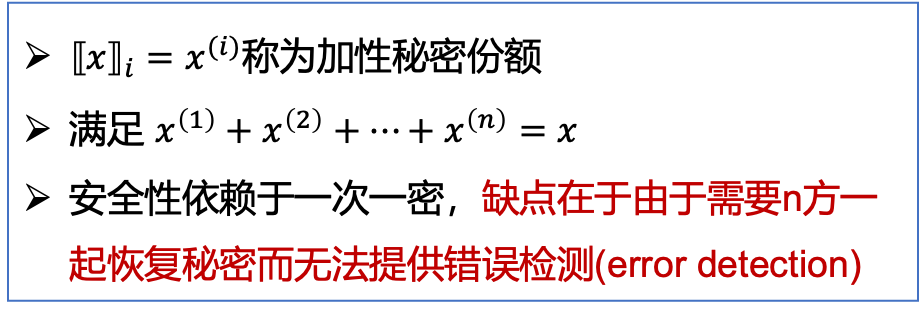 ➢ ⟦x⟧ᵢ = x⁽ⁱ⁾称为加性秘密份额
➢ 满足 x⁽¹⁾ + x⁽²⁾ + ⋯ + x⁽ⁿ⁾ = x
➢ 安全性依赖于一次一密，缺点在于由于需要n方一
起恢复秘密而无法提供错误检测(error detection)